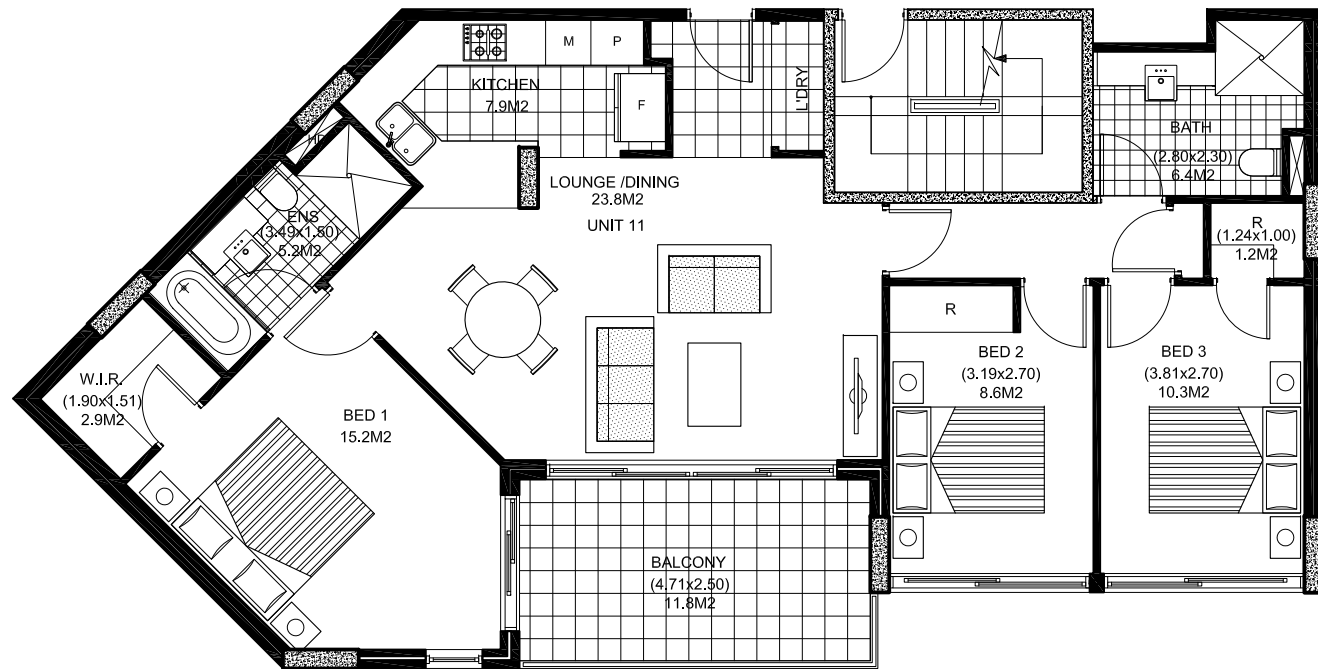 M
P
KITCHEN
7.9M2
F
L'DRY
BATH
(2.80x2.30)
6.4M2
LOUNGE /DINING
23.8M2
UNIT 11
ENS
(3.49x1.50)
5.2M2
R
(1.24x1.00)
1.2M2
R
BED 2
(3.19x2.70)
8.6M2
BED 3
(3.81x2.70)
10.3M2
W.I.R.
(1.90x1.51)
2.9M2
BED 1
15.2M2
BALCONY
(4.71x2.50)
11.8M2